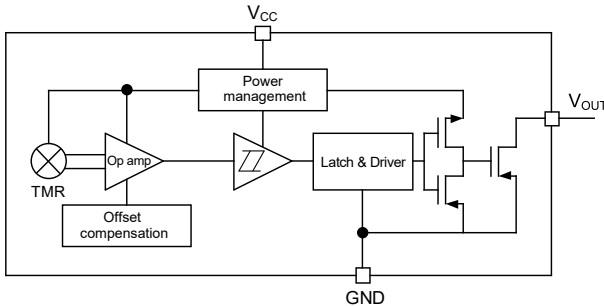 VCC
Power
management
VOUT
Op amp
Latch & Driver
TMR
Offset
compensation
GND